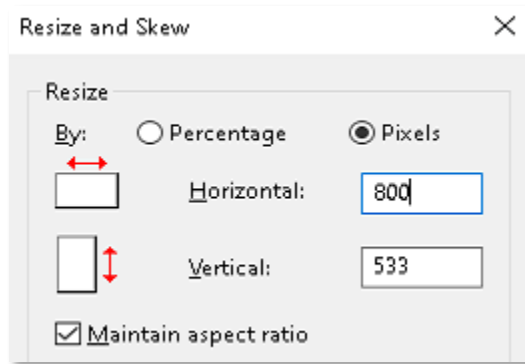 Resize and Skew
Resize
By: Percentage Pixels
Horizontal: 800
Vertical: 533
Maintain aspect ratio